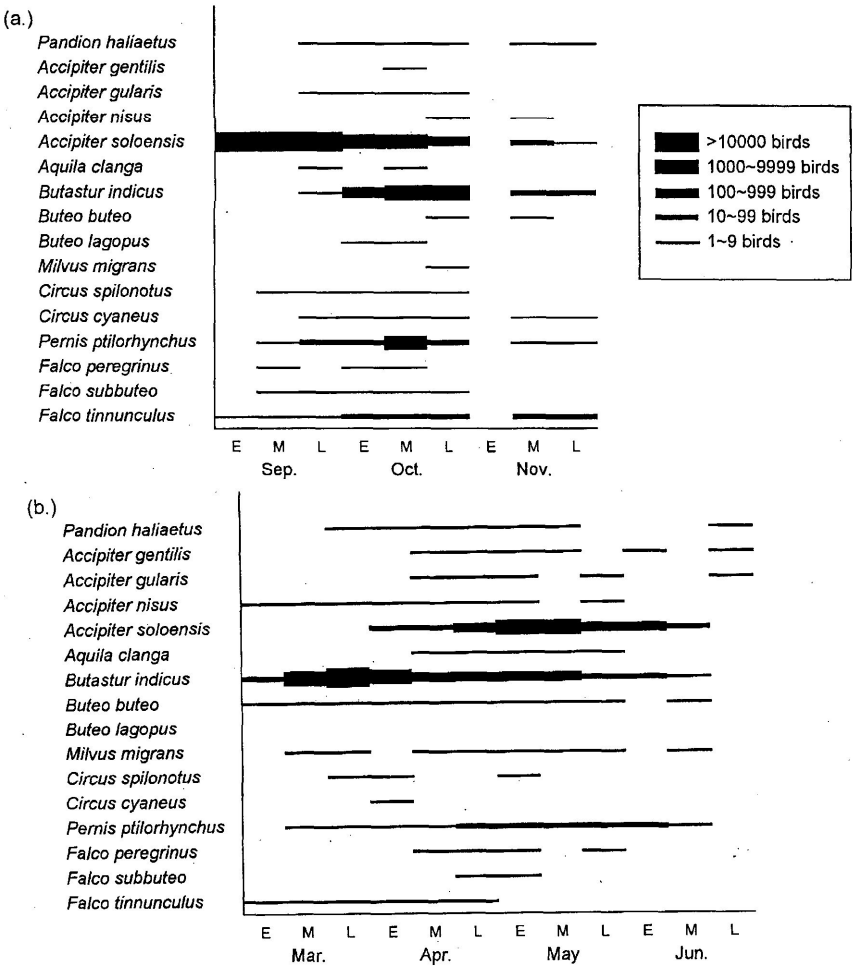 (a.)
Pandion haliaetus
Accipiter gentilis
Accipiter gularis
Accipiter nisus
Accipiter soloensis
Aquila clanga
Butastur indicus
Buteo buteo
Buteo lagopus
Milvus migrans
Circus spilonotus
Circus cyaneus
Pernis ptilorhynchus
Falco peregrinus
Falco subbuteo
Falco tinnunculus
>10000 birds
1000~9999 birds
100~999 birds
10~99 birds
1~9 birds
E M L E M L E M L
Sep. Oct. Nov.
(b.)
Pandion haliaetus
Accipiter gentilis
Accipiter gularis
Accipiter nisus
Accipiter soloensis
Aquila clanga
Butastur indicus
Buteo buteo
Buteo lagopus
Milvus migrans
Circus spilonotus
Circus cyaneus
Pernis ptilorhynchus
Falco peregrinus
Falco subbuteo
Falco tinnunculus
E M L E M L E M L E M L
Mar. Apr. May Jun.